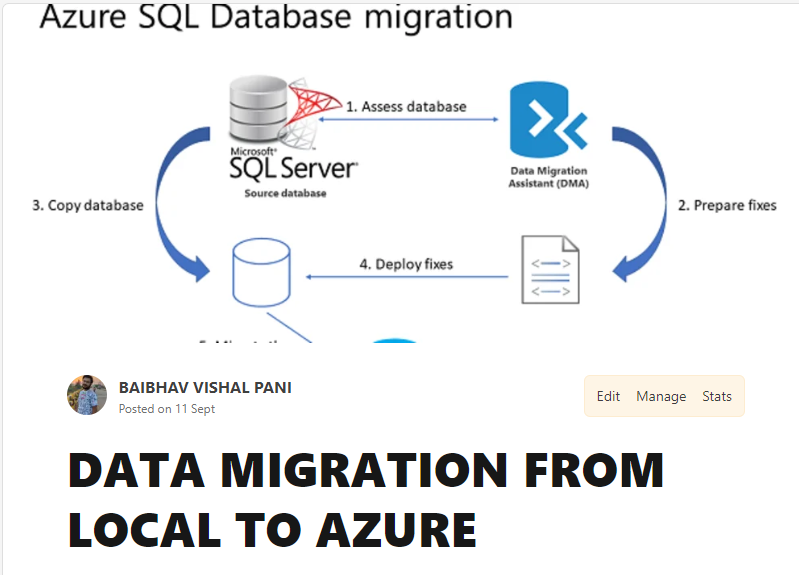 Azure SQL Database migration
1. Assess database
Microsoft®
SQL Server®
Source database
Data Migration
Assistant (DMA)
3. Copy database
2. Prepare fixes
4. Deploy fixes
<-->
<-->
BAIBHAV VISHAL PANI
Posted on 11 Sept
Edit Manage Stats
DATA MIGRATION FROM
LOCAL TO AZURE